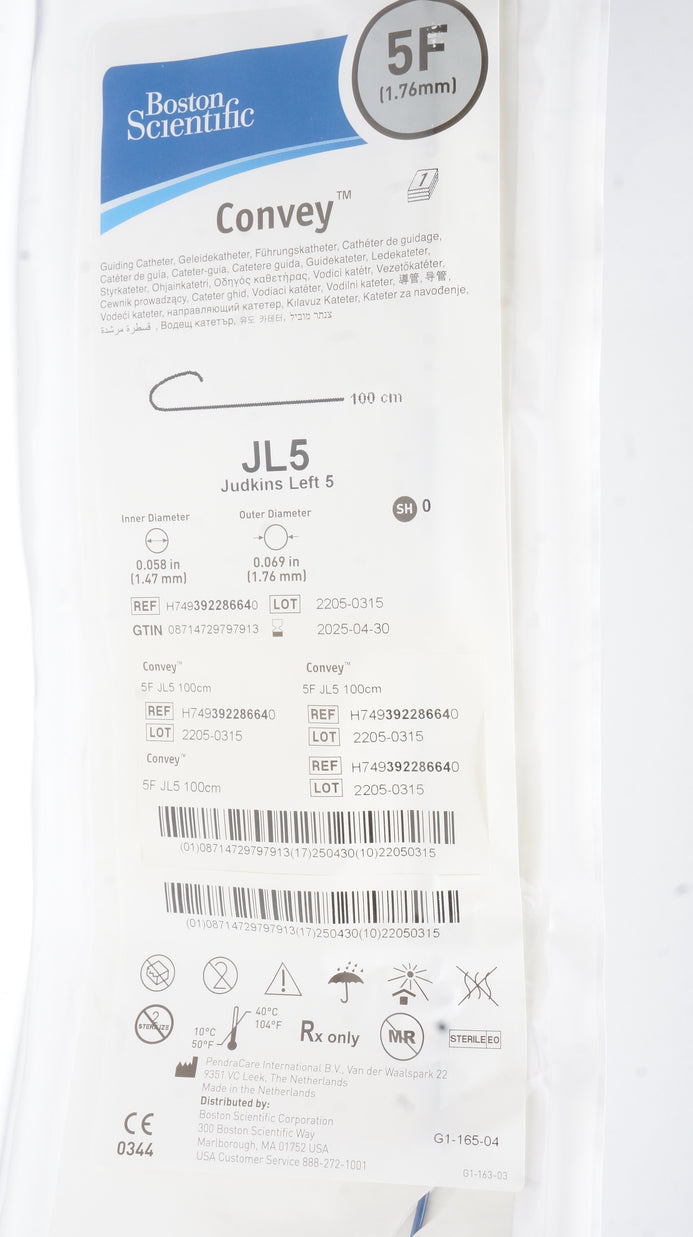 5F
(1.76mm)
Boston
Scientific
Convey™
1
Guiding Catheter, Geleidekatheter, Führungskatheter, Cathéter de guidage,
Catéter de guía, Cateter-guia, Catetere guida, Guidekateter, Ledekateter,
Styrkateter, Ohjainkatetri, Οδηγός καθετήρας, Vodicí katétr, Vezetőkatéter,
Cewnik prowadzący, Cateter ghid, Vodiaci katéter, Vodilni kateter, 導管, 导管,
Vodeći kateter, направляющий катетер, Kılavuz Kateter, Kateter za navođenje,
قسطرة مرشدة , Водещ катетър, 유도 카테터, צנתר מוביל
100 cm
JL5
Judkins Left 5
SH 0
Inner Diameter
Outer Diameter
0.058 in
(1.47 mm)
0.069 in
(1.76 mm)
REF H749392286640 LOT 2205-0315
GTIN 08714729797913 2025-04-30
Convey™
Convey™
5F JL5 100cm
5F JL5 100cm
REF H749392286640
REF H749392286640
LOT 2205-0315
LOT 2205-0315
Convey™
REF H749392286640
5F JL5 100cm
LOT 2205-0315
(01)08714729797913(17)250430(10)22050315
(01)08714729797913(17)250430(10)22050315
2
2
STERILIZE
10°C
50°F
40°C
104°F
Rx only
MR
STERILE EO
PendraCare International B.V., Van der Waalspark 22
9351 VC Leek, The Netherlands
Made in the Netherlands
Distributed by:
Boston Scientific Corporation
300 Boston Scientific Way
Marlborough, MA 01752 USA
USA Customer Service 888-272-1001
CE
0344
G1-165-04
G1-163-03